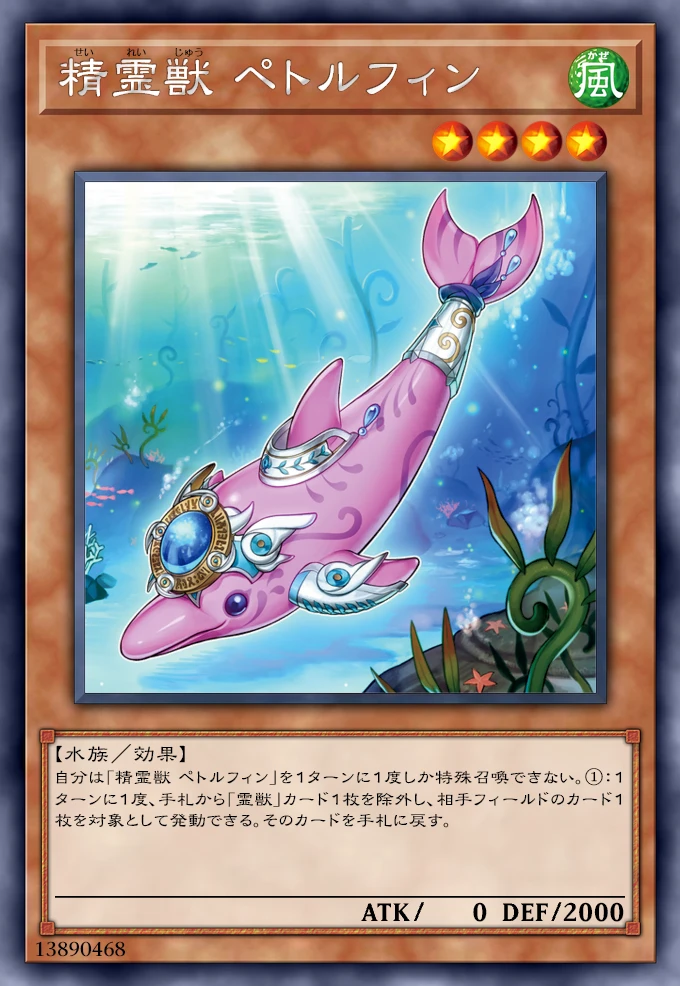 せい れい じゅう
精霊獣 ペトルフィン
かぜ
風
【水族／効果】
自分は「精霊獣 ペトルフィン」を1ターンに1度しか特殊召喚できない。①：1
ターンに1度、手札から「霊獣」カード1枚を除外し、相手フィールドのカード1
枚を対象として発動できる。そのカードを手札に戻す。
ATK/ 0 DEF/2000
13890468